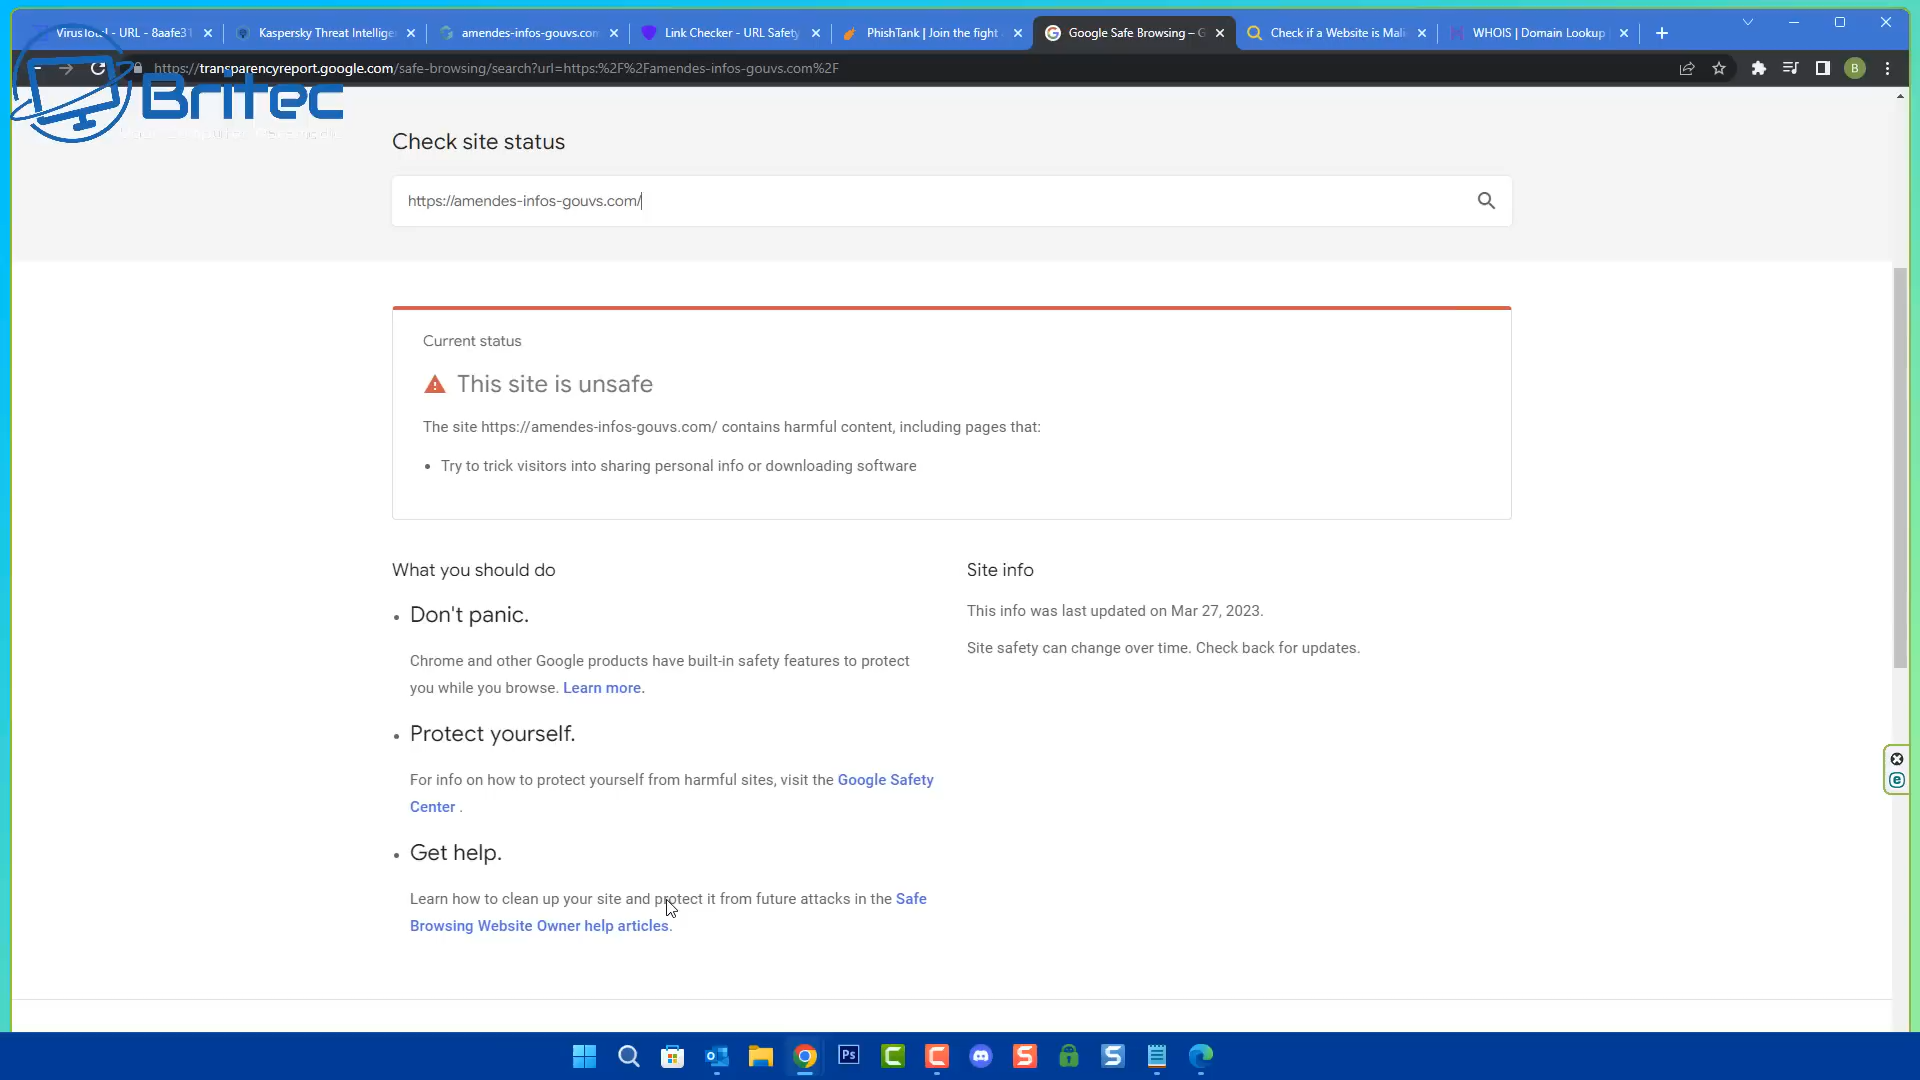 VirusTotal - URL - 8aafe31
Kaspersky Threat Intellige
amendes-infos-gouvs.com
Link Checker - URL Safety
PhishTank | Join the fight
Google Safe Browsing – G
Check if a Website is Mali
WHOIS | Domain Lookup
https://transparencyreport.google.com/safe-browsing/search?url=https:%2F%2Famendes-infos-gouvs.com%2F
B
Britec
Check site status
https://amendes-infos-gouvs.com/
Current status
This site is unsafe
The site https://amendes-infos-gouvs.com/ contains harmful content, including pages that:
• Try to trick visitors into sharing personal info or downloading software
What you should do
Site info
• Don't panic.
This info was last updated on Mar 27, 2023.
Site safety can change over time. Check back for updates.
Chrome and other Google products have built-in safety features to protect
you while you browse. Learn more.
• Protect yourself.
For info on how to protect yourself from harmful sites, visit the Google Safety
Center .
• Get help.
Learn how to clean up your site and protect it from future attacks in the Safe
Browsing Website Owner help articles.
Ps